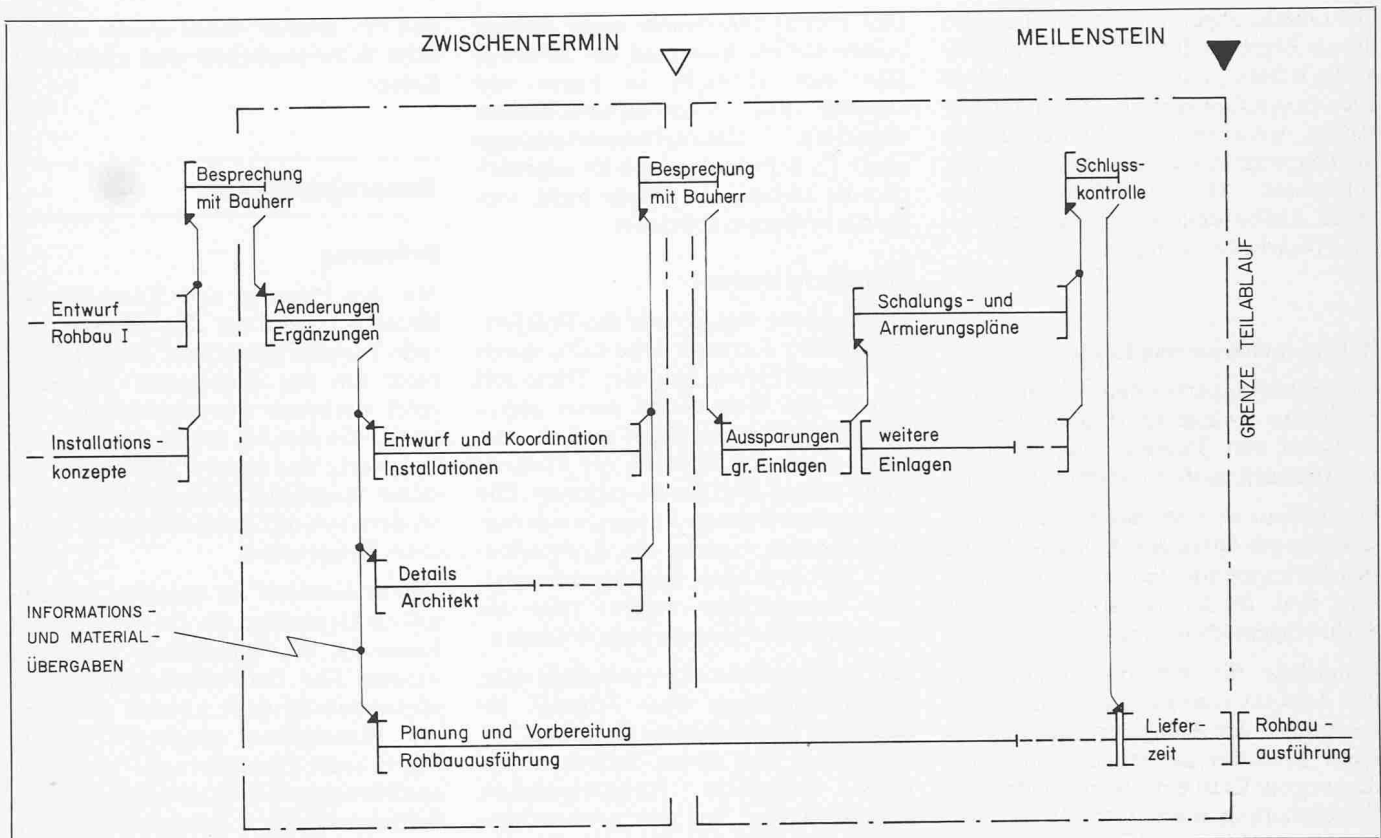 ZWISCHENTERMIN
MEILENSTEIN
Besprechung
mit Bauherr
Besprechung
mit Bauherr
Schluss-
kontrolle
Entwurf
Rohbau I
Aenderungen
Ergänzungen
Schalungs- und
Armierungspläne
GRENZE TEILABLAUF
Installations-
konzepte
Entwurf und Koordination
Installationen
Aussparungen
gr. Einlagen
weitere
Einlagen
Details
Architekt
INFORMATIONS-
UND MATERIAL-
ÜBERGABEN
Planung und Vorbereitung
Rohbauausführung
Liefer-
zeit
Rohbau-
ausführung